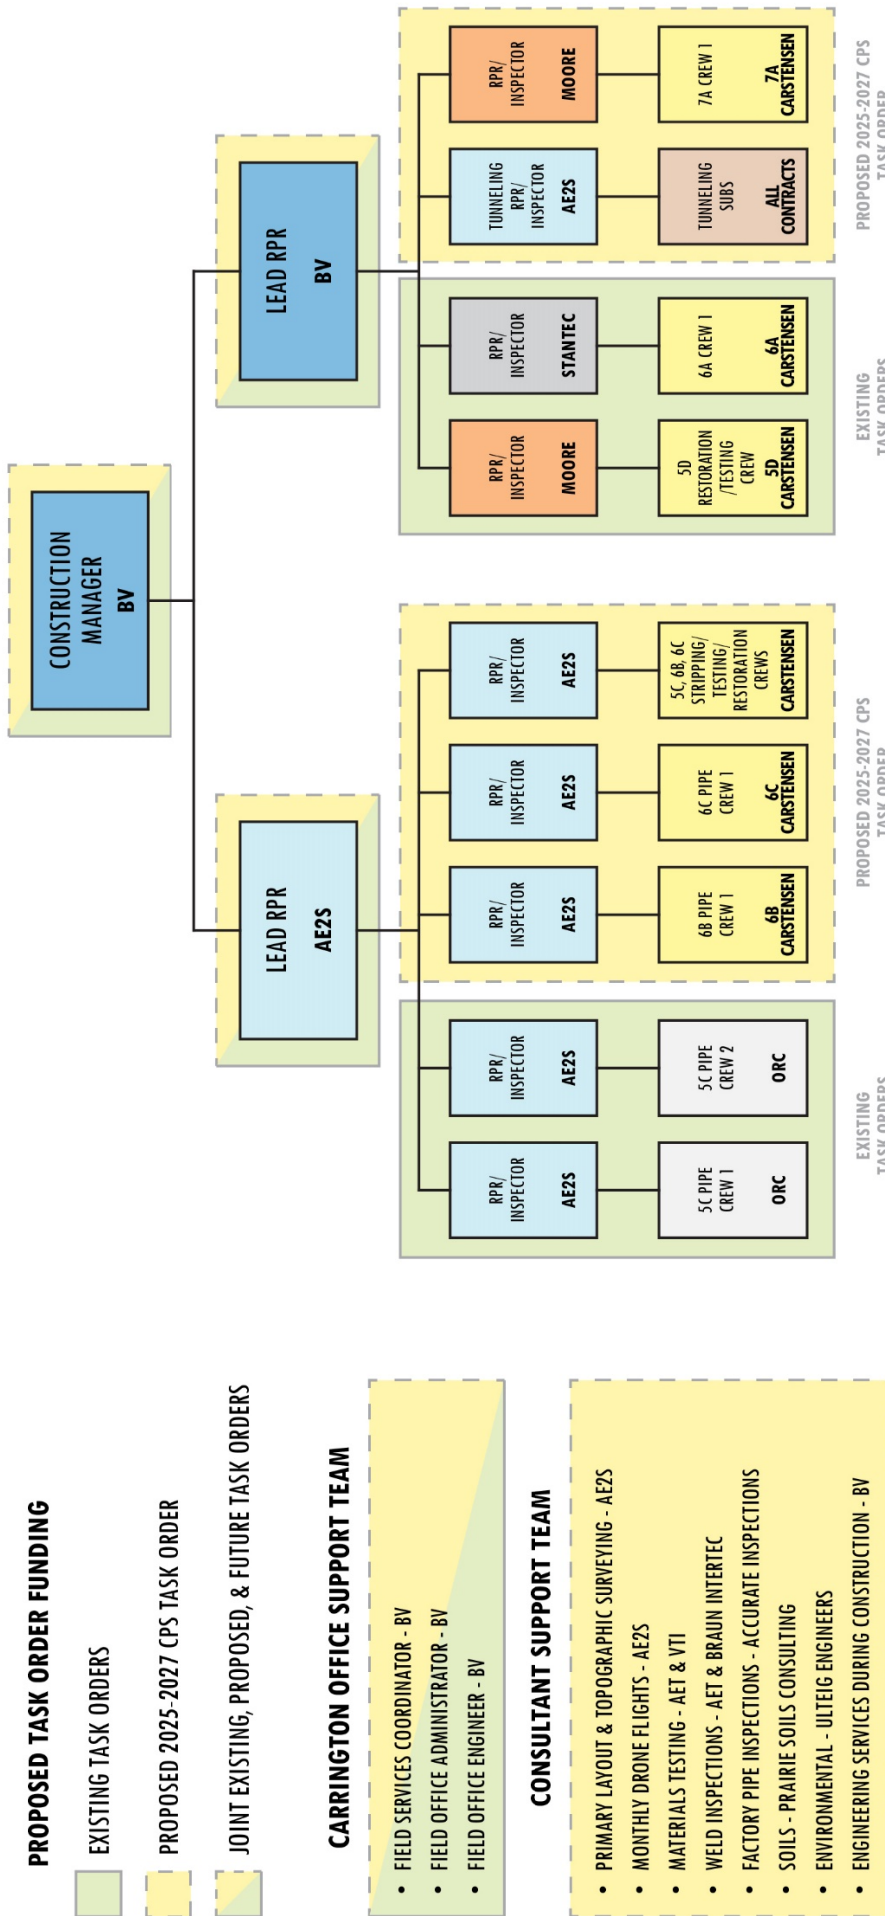 PROPOSED TASK ORDER FUNDING
EXISTING TASK ORDERS
PROPOSED 2025-2027 CPS TASK ORDER
JOINT EXISTING, PROPOSED, & FUTURE TASK ORDERS
CARRINGTON OFFICE SUPPORT TEAM
• FIELD SERVICES COORDINATOR - BV
• FIELD OFFICE ADMINISTRATOR - BV
• FIELD OFFICE ENGINEER - BV
CONSULTANT SUPPORT TEAM
• PRIMARY LAYOUT & TOPOGRAPHIC SURVEYING - AE2S
• MONTHLY DRONE FLIGHTS - AE2S
• MATERIALS TESTING - AET & VTI
• WELD INSPECTIONS - AET & BRAUN INTERTEC
• FACTORY PIPE INSPECTIONS - ACCURATE INSPECTIONS
• SOILS - PRAIRIE SOILS CONSULTING
• ENVIRONMENTAL - ULTEIG ENGINEERS
• ENGINEERING SERVICES DURING CONSTRUCTION - BV
CONSTRUCTION
MANAGER
BV
LEAD RPR
AE2S
LEAD RPR
BV
RPR/
INSPECTOR
AE2S
RPR/
INSPECTOR
AE2S
RPR/
INSPECTOR
AE2S
RPR/
INSPECTOR
AE2S
RPR/
INSPECTOR
AE2S
RPR/
INSPECTOR
MOORE
RPR/
INSPECTOR
STANTEC
TUNNELING
RPR/
INSPECTOR
AE2S
RPR/
INSPECTOR
MOORE
5C PIPE
CREW 1
ORC
5C PIPE
CREW 2
ORC
6B PIPE
CREW 1
6B
CARSTENSEN
6C PIPE
CREW 1
6C
CARSTENSEN
5C, 6B, 6C
STRIPPING/
TESTING/
RESTORATION
CREWS
CARSTENSEN
5D
RESTORATION
/TESTING
CREW
5D
CARSTENSEN
6A CREW 1
6A
CARSTENSEN
TUNNELING
SUBS
ALL
CONTRACTS
7A CREW 1
7A
CARSTENSEN
EXISTING
TASK ORDERS
PROPOSED 2025-2027 CPS
TASK ORDER
EXISTING
TASK ORDERS
PROPOSED 2025-2027 CPS
TASK ORDER